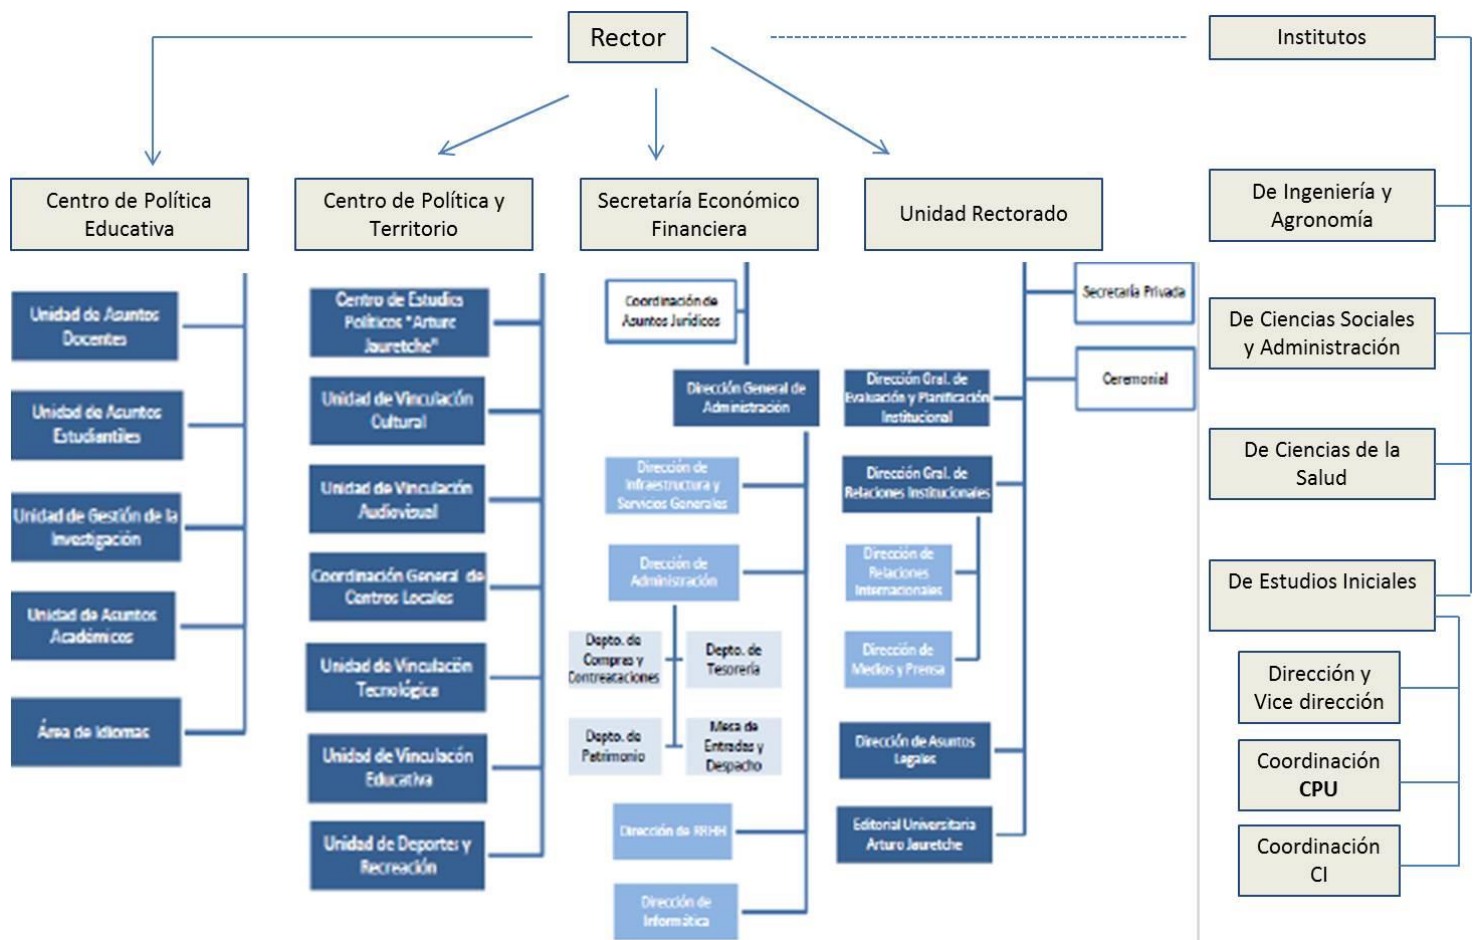 Rector
Institutos
Centro de Política
Educativa
Unidad de Asuntos
Docentes
Unidad de Asuntos
Estudiantiles
Unidad de Gestión de la
Investigación
Unidad de Asuntos
Académicos
Área de Idiomas
Centro de Política y
Territorio
Centro de Estudios
Políticos "Arturo
Jauretche"
Unidad de Vinculación
Cultural
Unidad de Vinculación
Audiovisual
Coordinación General de
Centros Locales
Unidad de Vinculación
Tecnológica
Unidad de Vinculación
Educativa
Unidad de Deportes y
Recreación
Secretaría Económico
Financiera
Coordinación de
Asuntos Jurídicos
Dirección General de
Administración
Dirección de
Infraestructura y
Servicios Generales
Dirección de
Administración
Depto. de
Compras y
Contreataciones
Depto. de
Tesorería
Depto. de
Patrimonio
Mesa de
Entradas y
Despacho
Dirección de RRHH
Dirección de
Informática
Unidad Rectorado
Secretaría Privada
Ceremonial
Dirección Gral. de
Evaluación y Planificación
Institucional
Dirección Gral. de
Relaciones Institucionales
Dirección de
Relaciones
Internacionales
Dirección de
Medios y Prensa
Dirección de Asuntos
Legales
Editorial Universitaria
Arturo Jauretche
De Ingeniería y
Agronomía
De Ciencias Sociales
y Administración
De Ciencias de la
Salud
De Estudios Iniciales
Dirección y
Vice dirección
Coordinación
CPU
Coordinación
CI